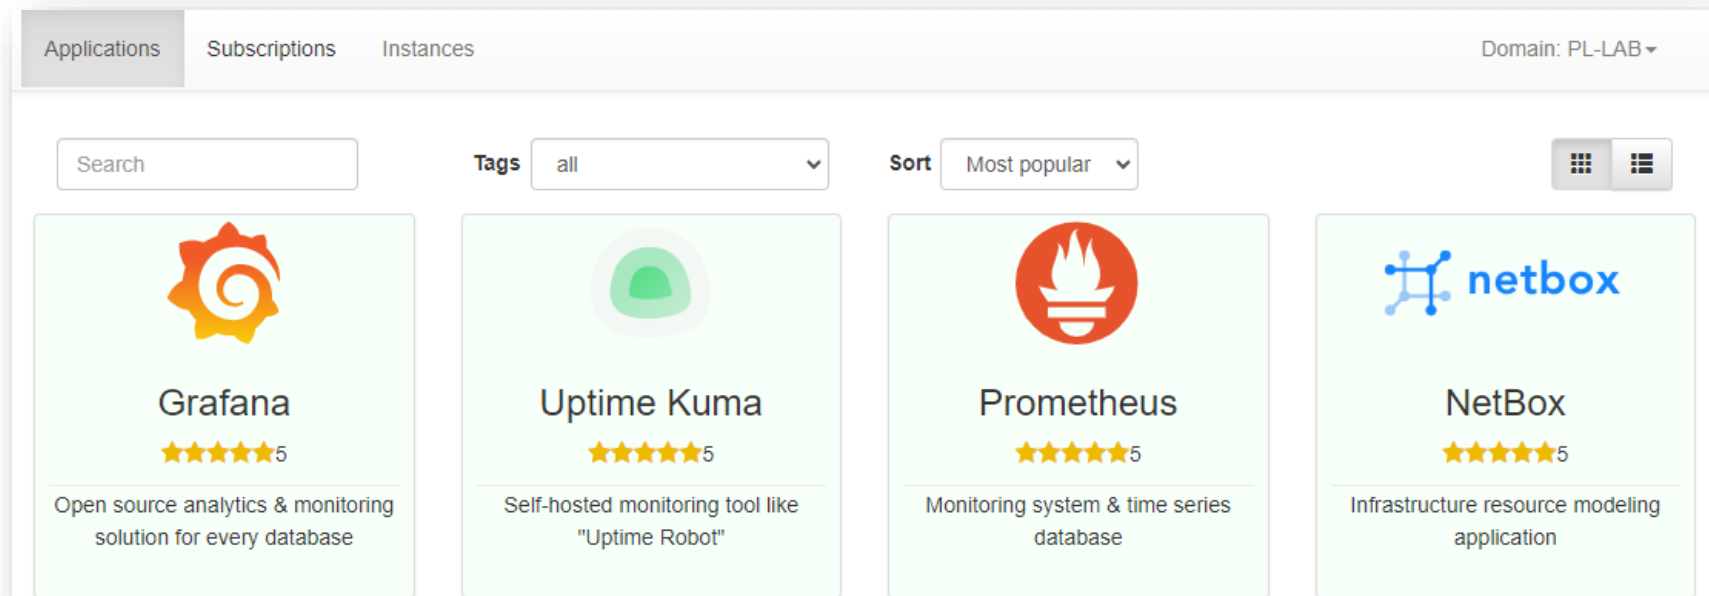 Applications Subscriptions Instances Domain: PL-LAB
Search Tags all Sort Most popular
netbox
Grafana Uptime Kuma Prometheus NetBox
5 5 5 5
Open source analytics & monitoring solution for every database
Self-hosted monitoring tool like "Uptime Robot"
Monitoring system & time series database
Infrastructure resource modeling application